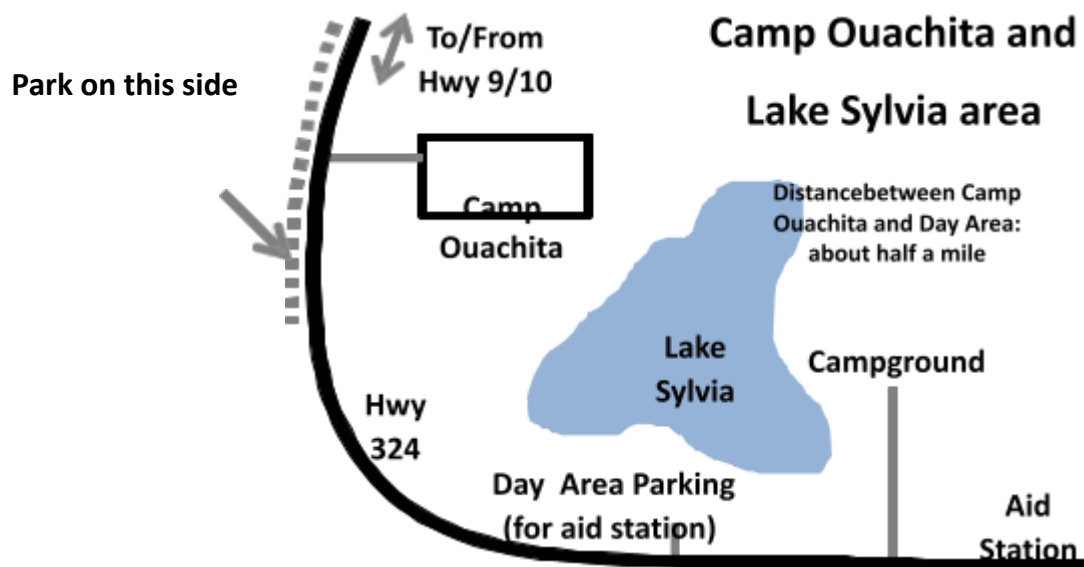 Camp Ouachita and
Lake Sylvia area
To/From
Hwy 9/10
Park on this side
Camp
Ouachita
Distancebetween Camp
Ouachita and Day Area:
about half a mile
Lake
Sylvia
Campground
Hwy
324
Day Area Parking
(for aid station)
Aid
Station